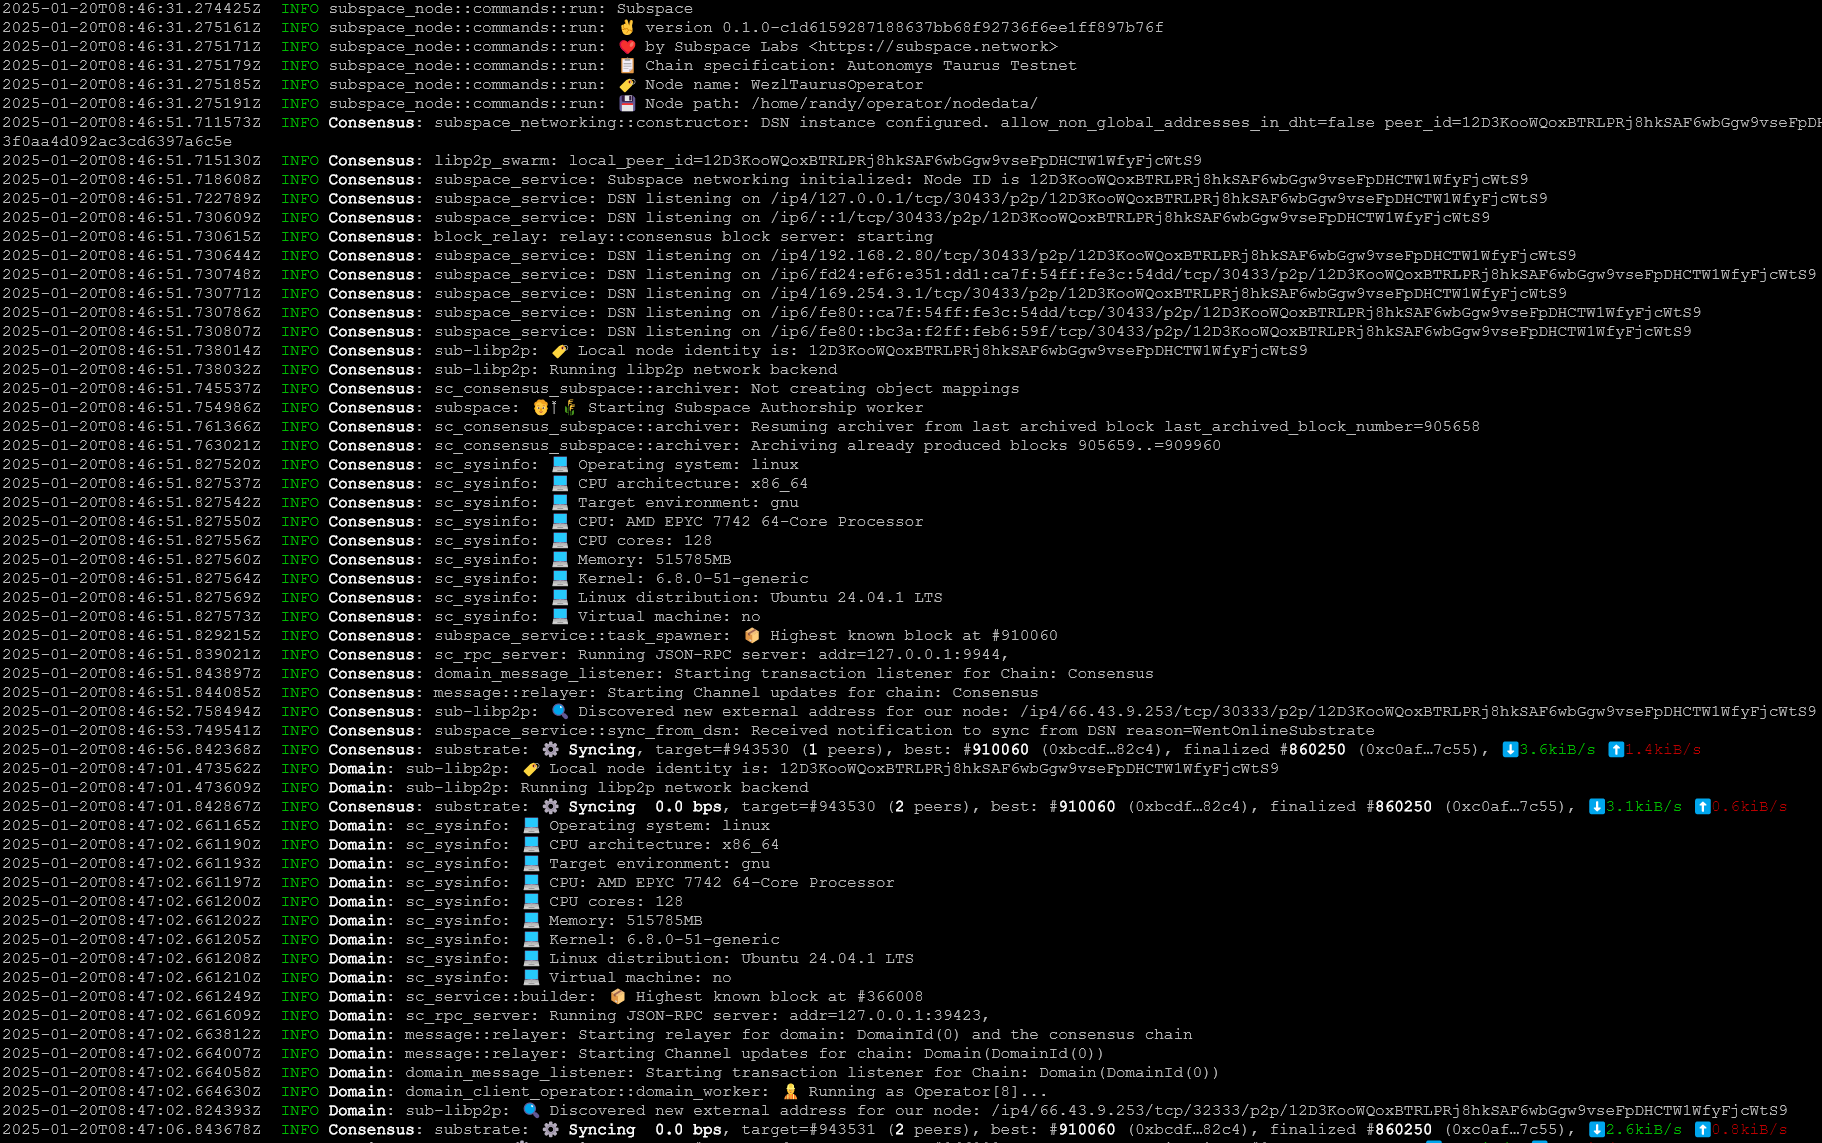 2025-01-20T08:46:31.274425Z  INFO subspace_node::commands::run: Subspace
2025-01-20T08:46:31.275161Z  INFO subspace_node::commands::run: ✌️ version 0.1.0-c1d6159287188637bb68f92736f6ee1ff897b76f
2025-01-20T08:46:31.275171Z  INFO subspace_node::commands::run: ❤️ by Subspace Labs <https://subspace.network>
2025-01-20T08:46:31.275179Z  INFO subspace_node::commands::run: 📋 Chain specification: Autonomys Taurus Testnet
2025-01-20T08:46:31.275185Z  INFO subspace_node::commands::run: 🏷 Node name: WezlTaurusOperator
2025-01-20T08:46:31.275191Z  INFO subspace_node::commands::run: 💾 Node path: /home/randy/operator/nodedata/
2025-01-20T08:46:51.711573Z  INFO Consensus: subspace_networking::constructor: DSN instance configured. allow_non_global_addresses_in_dht=false peer_id=12D3KooWQoxBTRLPRj8hkSAF6wbGgw9vseFpDH
3f0aa4d092ac3cd6397a6c5e
2025-01-20T08:46:51.715130Z  INFO Consensus: libp2p_swarm: local_peer_id=12D3KooWQoxBTRLPRj8hkSAF6wbGgw9vseFpDHCTW1WfyFjcWtS9
2025-01-20T08:46:51.718608Z  INFO Consensus: subspace_service: Subspace networking initialized: Node ID is 12D3KooWQoxBTRLPRj8hkSAF6wbGgw9vseFpDHCTW1WfyFjcWtS9
2025-01-20T08:46:51.722789Z  INFO Consensus: subspace_service: DSN listening on /ip4/127.0.0.1/tcp/30433/p2p/12D3KooWQoxBTRLPRj8hkSAF6wbGgw9vseFpDHCTW1WfyFjcWtS9
2025-01-20T08:46:51.730609Z  INFO Consensus: subspace_service: DSN listening on /ip6/::1/tcp/30433/p2p/12D3KooWQoxBTRLPRj8hkSAF6wbGgw9vseFpDHCTW1WfyFjcWtS9
2025-01-20T08:46:51.730615Z  INFO Consensus: block_relay: relay::consensus block server: starting
2025-01-20T08:46:51.730644Z  INFO Consensus: subspace_service: DSN listening on /ip4/192.168.2.80/tcp/30433/p2p/12D3KooWQoxBTRLPRj8hkSAF6wbGgw9vseFpDHCTW1WfyFjcWtS9
2025-01-20T08:46:51.730748Z  INFO Consensus: subspace_service: DSN listening on /ip6/fd24:ef6:e351:dd1:ca7f:54ff:fe3c:54dd/tcp/30433/p2p/12D3KooWQoxBTRLPRj8hkSAF6wbGgw9vseFpDHCTW1WfyFjcWtS9
2025-01-20T08:46:51.730771Z  INFO Consensus: subspace_service: DSN listening on /ip4/169.254.3.1/tcp/30433/p2p/12D3KooWQoxBTRLPRj8hkSAF6wbGgw9vseFpDHCTW1WfyFjcWtS9
2025-01-20T08:46:51.730786Z  INFO Consensus: subspace_service: DSN listening on /ip6/fe80::ca7f:54ff:fe3c:54dd/tcp/30433/p2p/12D3KooWQoxBTRLPRj8hkSAF6wbGgw9vseFpDHCTW1WfyFjcWtS9
2025-01-20T08:46:51.730807Z  INFO Consensus: subspace_service: DSN listening on /ip6/fe80::bc3a:f2ff:feb6:59f/tcp/30433/p2p/12D3KooWQoxBTRLPRj8hkSAF6wbGgw9vseFpDHCTW1WfyFjcWtS9
2025-01-20T08:46:51.738014Z  INFO Consensus: sub-libp2p: 🏷 Local node identity is: 12D3KooWQoxBTRLPRj8hkSAF6wbGgw9vseFpDHCTW1WfyFjcWtS9
2025-01-20T08:46:51.738032Z  INFO Consensus: sub-libp2p: Running libp2p network backend
2025-01-20T08:46:51.745537Z  INFO Consensus: sc_consensus_subspace::archiver: Not creating object mappings
2025-01-20T08:46:51.754986Z  INFO Consensus: subspace: 🧑‍🌾 Starting Subspace Authorship worker
2025-01-20T08:46:51.761366Z  INFO Consensus: sc_consensus_subspace::archiver: Resuming archiver from last archived block last_archived_block_number=905658
2025-01-20T08:46:51.763021Z  INFO Consensus: sc_consensus_subspace::archiver: Archiving already produced blocks 905659..=909960
2025-01-20T08:46:51.827520Z  INFO Consensus: sc_sysinfo: 💻 Operating system: linux
2025-01-20T08:46:51.827537Z  INFO Consensus: sc_sysinfo: 💻 CPU architecture: x86_64
2025-01-20T08:46:51.827542Z  INFO Consensus: sc_sysinfo: 💻 Target environment: gnu
2025-01-20T08:46:51.827550Z  INFO Consensus: sc_sysinfo: 💻 CPU: AMD EPYC 7742 64-Core Processor
2025-01-20T08:46:51.827556Z  INFO Consensus: sc_sysinfo: 💻 CPU cores: 128
2025-01-20T08:46:51.827560Z  INFO Consensus: sc_sysinfo: 💻 Memory: 515785MB
2025-01-20T08:46:51.827564Z  INFO Consensus: sc_sysinfo: 💻 Kernel: 6.8.0-51-generic
2025-01-20T08:46:51.827569Z  INFO Consensus: sc_sysinfo: 💻 Linux distribution: Ubuntu 24.04.1 LTS
2025-01-20T08:46:51.827573Z  INFO Consensus: sc_sysinfo: 💻 Virtual machine: no
2025-01-20T08:46:51.829215Z  INFO Consensus: subspace_service::task_spawner: 📦 Highest known block at #910060
2025-01-20T08:46:51.839021Z  INFO Consensus: sc_rpc_server: Running JSON-RPC server: addr=127.0.0.1:9944,
2025-01-20T08:46:51.843897Z  INFO Consensus: domain_message_listener: Starting transaction listener for Chain: Consensus
2025-01-20T08:46:51.844085Z  INFO Consensus: message::relayer: Starting Channel updates for chain: Consensus
2025-01-20T08:46:52.758494Z  INFO Consensus: sub-libp2p: 🔍 Discovered new external address for our node: /ip4/66.43.9.253/tcp/30333/p2p/12D3KooWQoxBTRLPRj8hkSAF6wbGgw9vseFpDHCTW1WfyFjcWtS9
2025-01-20T08:46:53.749541Z  INFO Consensus: subspace_service::sync_from_dsn: Received notification to sync from DSN reason=WentOnlineSubstrate
2025-01-20T08:46:56.842368Z  INFO Consensus: substrate: ⚙️ Syncing, target=#943530 (1 peers), best: #910060 (0xbcdf…82c4), finalized #860250 (0xc0af…7c55), ⬇️3.6kiB/s ⬆️1.4kiB/s
2025-01-20T08:47:01.473562Z  INFO Domain: sub-libp2p: 🏷 Local node identity is: 12D3KooWQoxBTRLPRj8hkSAF6wbGgw9vseFpDHCTW1WfyFjcWtS9
2025-01-20T08:47:01.473609Z  INFO Domain: sub-libp2p: Running libp2p network backend
2025-01-20T08:47:01.842867Z  INFO Consensus: substrate: ⚙️ Syncing  0.0 bps, target=#943530 (2 peers), best: #910060 (0xbcdf…82c4), finalized #860250 (0xc0af…7c55), ⬇️3.1kiB/s ⬆️0.6kiB/s
2025-01-20T08:47:02.661165Z  INFO Domain: sc_sysinfo: 💻 Operating system: linux
2025-01-20T08:47:02.661190Z  INFO Domain: sc_sysinfo: 💻 CPU architecture: x86_64
2025-01-20T08:47:02.661193Z  INFO Domain: sc_sysinfo: 💻 Target environment: gnu
2025-01-20T08:47:02.661197Z  INFO Domain: sc_sysinfo: 💻 CPU: AMD EPYC 7742 64-Core Processor
2025-01-20T08:47:02.661200Z  INFO Domain: sc_sysinfo: 💻 CPU cores: 128
2025-01-20T08:47:02.661202Z  INFO Domain: sc_sysinfo: 💻 Memory: 515785MB
2025-01-20T08:47:02.661205Z  INFO Domain: sc_sysinfo: 💻 Kernel: 6.8.0-51-generic
2025-01-20T08:47:02.661208Z  INFO Domain: sc_sysinfo: 💻 Linux distribution: Ubuntu 24.04.1 LTS
2025-01-20T08:47:02.661210Z  INFO Domain: sc_sysinfo: 💻 Virtual machine: no
2025-01-20T08:47:02.661249Z  INFO Domain: sc_service::builder: 📦 Highest known block at #366008
2025-01-20T08:47:02.661609Z  INFO Domain: sc_rpc_server: Running JSON-RPC server: addr=127.0.0.1:39423,
2025-01-20T08:47:02.663812Z  INFO Domain: message::relayer: Starting relayer for domain: DomainId(0) and the consensus chain
2025-01-20T08:47:02.664007Z  INFO Domain: message::relayer: Starting Channel updates for chain: Domain(DomainId(0))
2025-01-20T08:47:02.664058Z  INFO Domain: domain_message_listener: Starting transaction listener for Chain: Domain(DomainId(0))
2025-01-20T08:47:02.664630Z  INFO Domain: domain_client_operator::domain_worker: 👷 Running as Operator[8]...
2025-01-20T08:47:02.824393Z  INFO Domain: sub-libp2p: 🔍 Discovered new external address for our node: /ip4/66.43.9.253/tcp/32333/p2p/12D3KooWQoxBTRLPRj8hkSAF6wbGgw9vseFpDHCTW1WfyFjcWtS9
2025-01-20T08:47:06.843678Z  INFO Consensus: substrate: ⚙️ Syncing  0.0 bps, target=#943531 (2 peers), best: #910060 (0xbcdf…82c4), finalized #860250 (0xc0af…7c55), ⬇️2.6kiB/s ⬆️0.8kiB/s